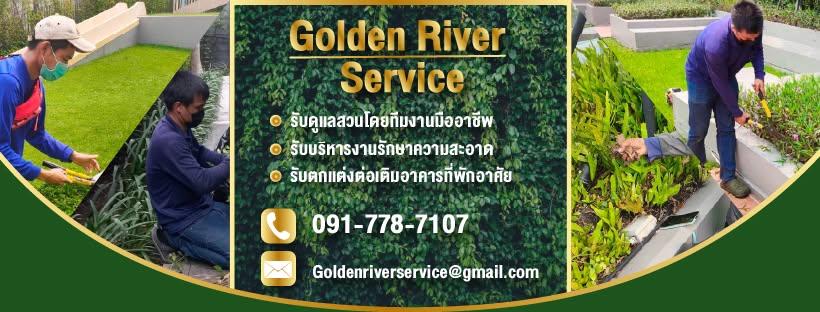 Golden River
Service
รับดูแลสวนโดยทีมงานมืออาชีพ
รับบริหารงานรักษาความสะอาด
รับตกแต่งต่อเติมอาคารที่พักอาศัย
091-778-7107
Goldenriverservice@gmail.com